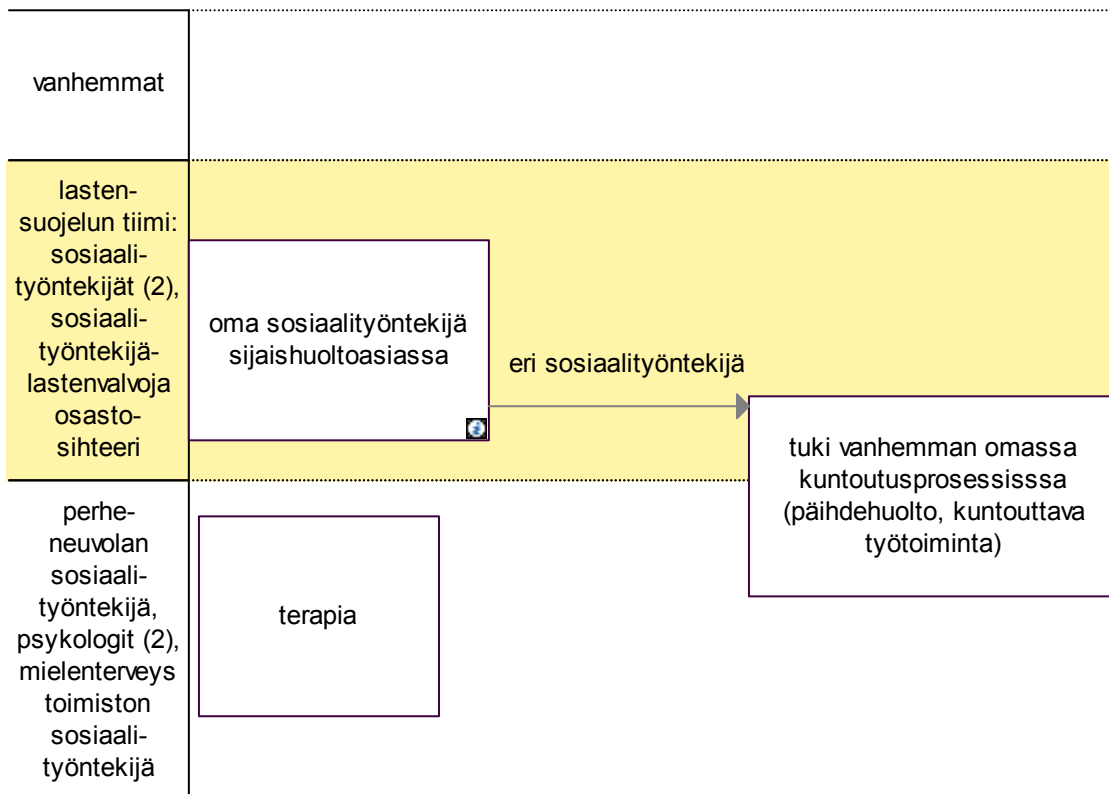 vanhemmat
lasten-
suojelun tiimi:
sosiaali-
työntekijät (2),
sosiaali-
työntekijä-
lastenvalvoja
osasto-
sihteeri
oma sosiaalityöntekijä
sijaishuoltoasiassa
eri sosiaalityöntekijä
tuki vanhemman omassa
kuntoutusprosessisssa
(päihdehuolto, kuntouttava
työtoiminta)
perhe-
neuvolan
sosiaali-
työntekijä,
psykologit (2),
mielenterveys
toimiston
sosiaali-
työntekijä
terapia